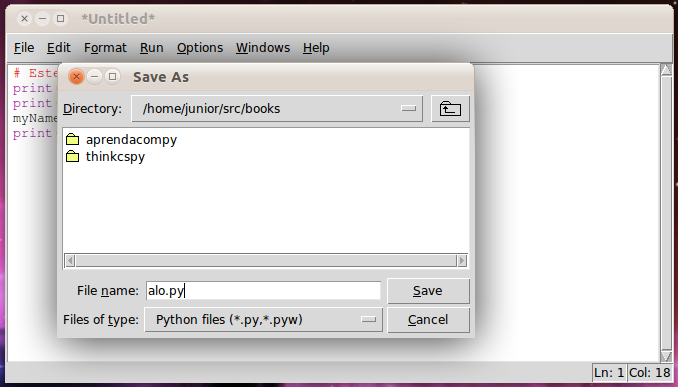 *Untitled*
File Edit Format Run Options Windows Help
# Este
print
print
myName
print
Save As
Directory: /home/junior/src/books
aprendacompy
thinkcspy
File name: alo.py Save
Files of type: Python files (*.py,*.pyw) Cancel
Ln: 1 Col: 18